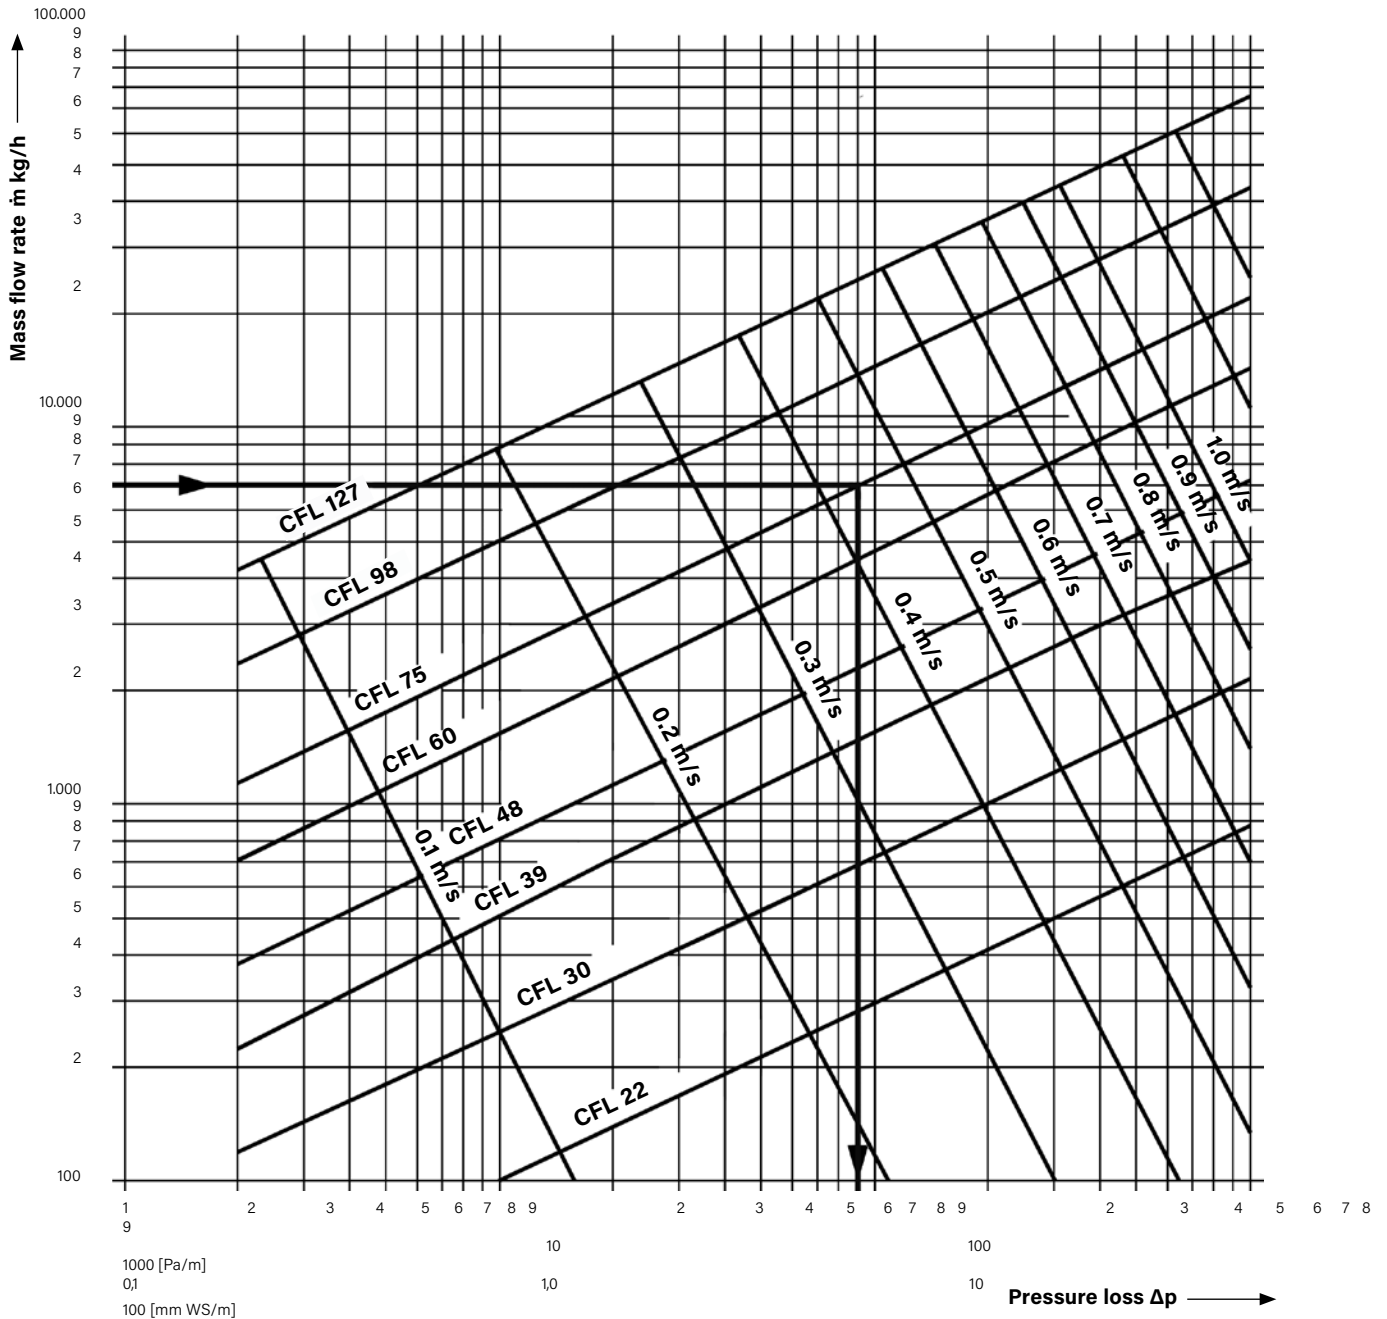 100.000
9
8
7
6
5
4
3
2
10.000
9
8
7
6
5
4
3
2
1.000
9
8
7
6
5
4
3
2
100
Mass flow rate ṁ kg/h
CFL 127
CFL 98
CFL 75
CFL 60
CFL 48
CFL 39
CFL 30
CFL 22
0.1 m/s
0.2 m/s
0.3 m/s
0.4 m/s
0.5 m/s
0.6 m/s
0.7 m/s
0.8 m/s
0.9 m/s
1.0 m/s
1 2 3 4 5 6 7 8 9 2 3 4 5 6 7 8 9 2 3 4 5 6 7 8
9
10 100
1000 [Pa/m]
0,1 1,0 10
Pressure loss Δp
100 [mm WS/m]